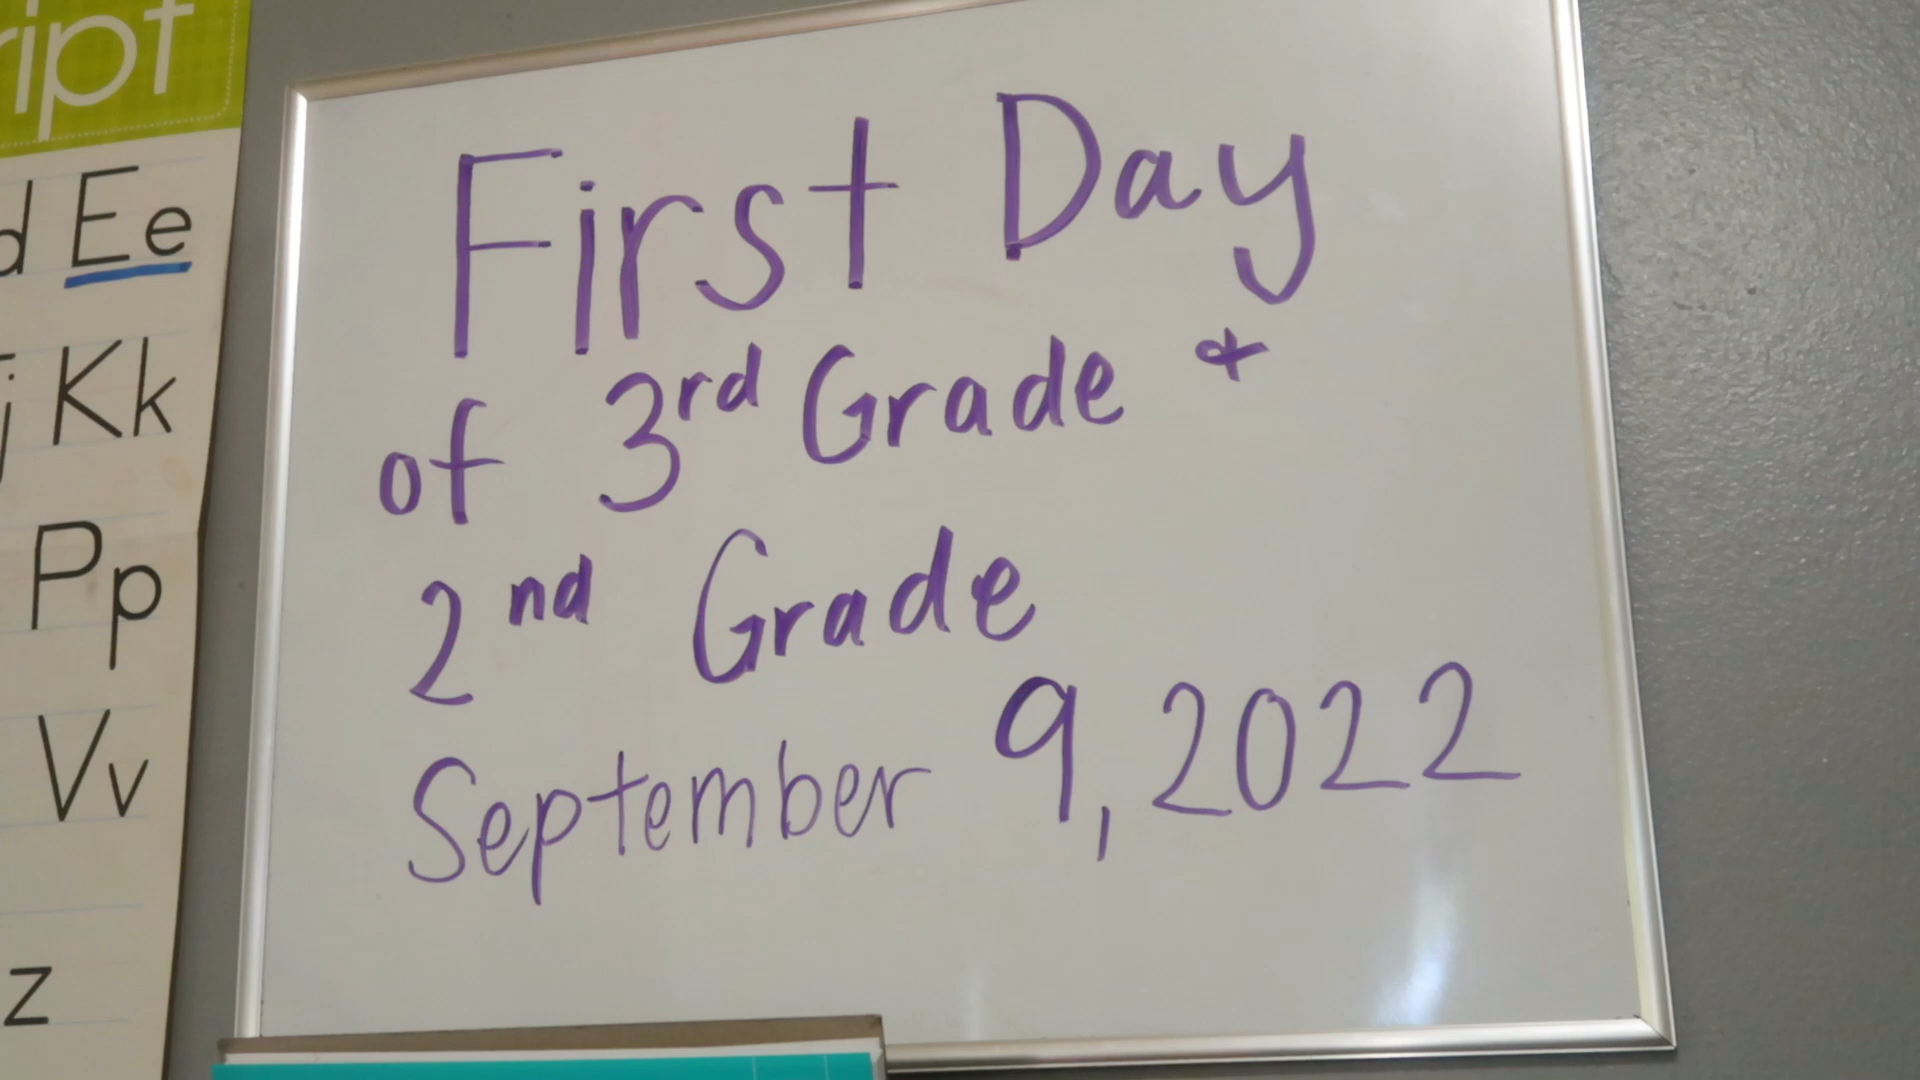 ript
d Ee
j Kk
Pp
Vv
z
First Day
of 3rd Grade +
2nd Grade
September 9, 2022